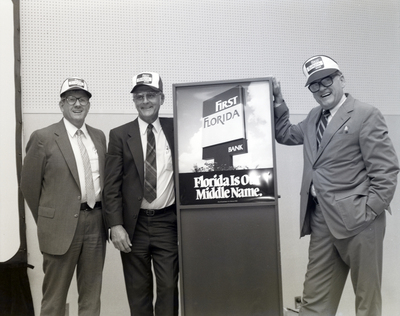 First
FLORIDA
BANK
Florida Is Our
Middle Name.